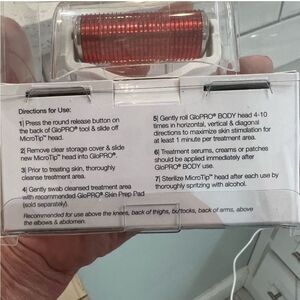 Directions for Use:
1] Press the round release button on
the back of GloPRO® tool & slide off
MicroTip™ head.
2] Remove clear storage cover & slide
new MicroTip™ head into GloPRO®.
3] Prior to treating skin, thoroughly
cleanse treatment area.
4] Gently swab cleansed treatment area
with recommended GloPRO® Skin Prep Pad
(sold separately).
5] Gently roll GloPRO® BODY head 4-10
times in horizontal, vertical & diagonal
directions to maximize skin stimulation for
at least 1 minute per treatment area.
6] Treatment serums, creams or patches
should be applied immediately after
GloPRO® BODY use.
7] Sterilize MicroTip™ head after each use by
thoroughly spritzing with alcohol.
Recommended for use above the knees, back of thighs, buttocks, back of arms, above
the elbows & abdomen.